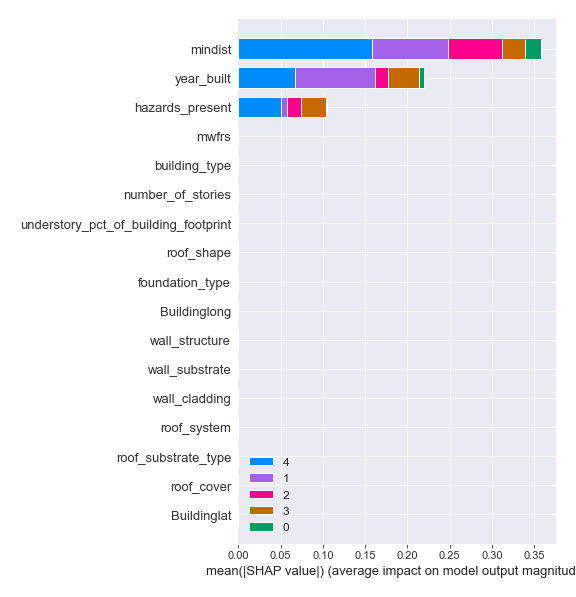 mindist
year_built
hazards_present
mwfrs
building_type
number_of_stories
understory_pct_of_building_footprint
roof_shape
foundation_type
Buildinglong
wall_structure
wall_substrate
wall_cladding
roof_system
roof_substrate_type
roof_cover
Buildinglat
4
1
2
3
0
0.00 0.05 0.10 0.15 0.20 0.25 0.30 0.35
mean(|SHAP value|) (average impact on model output magnitud